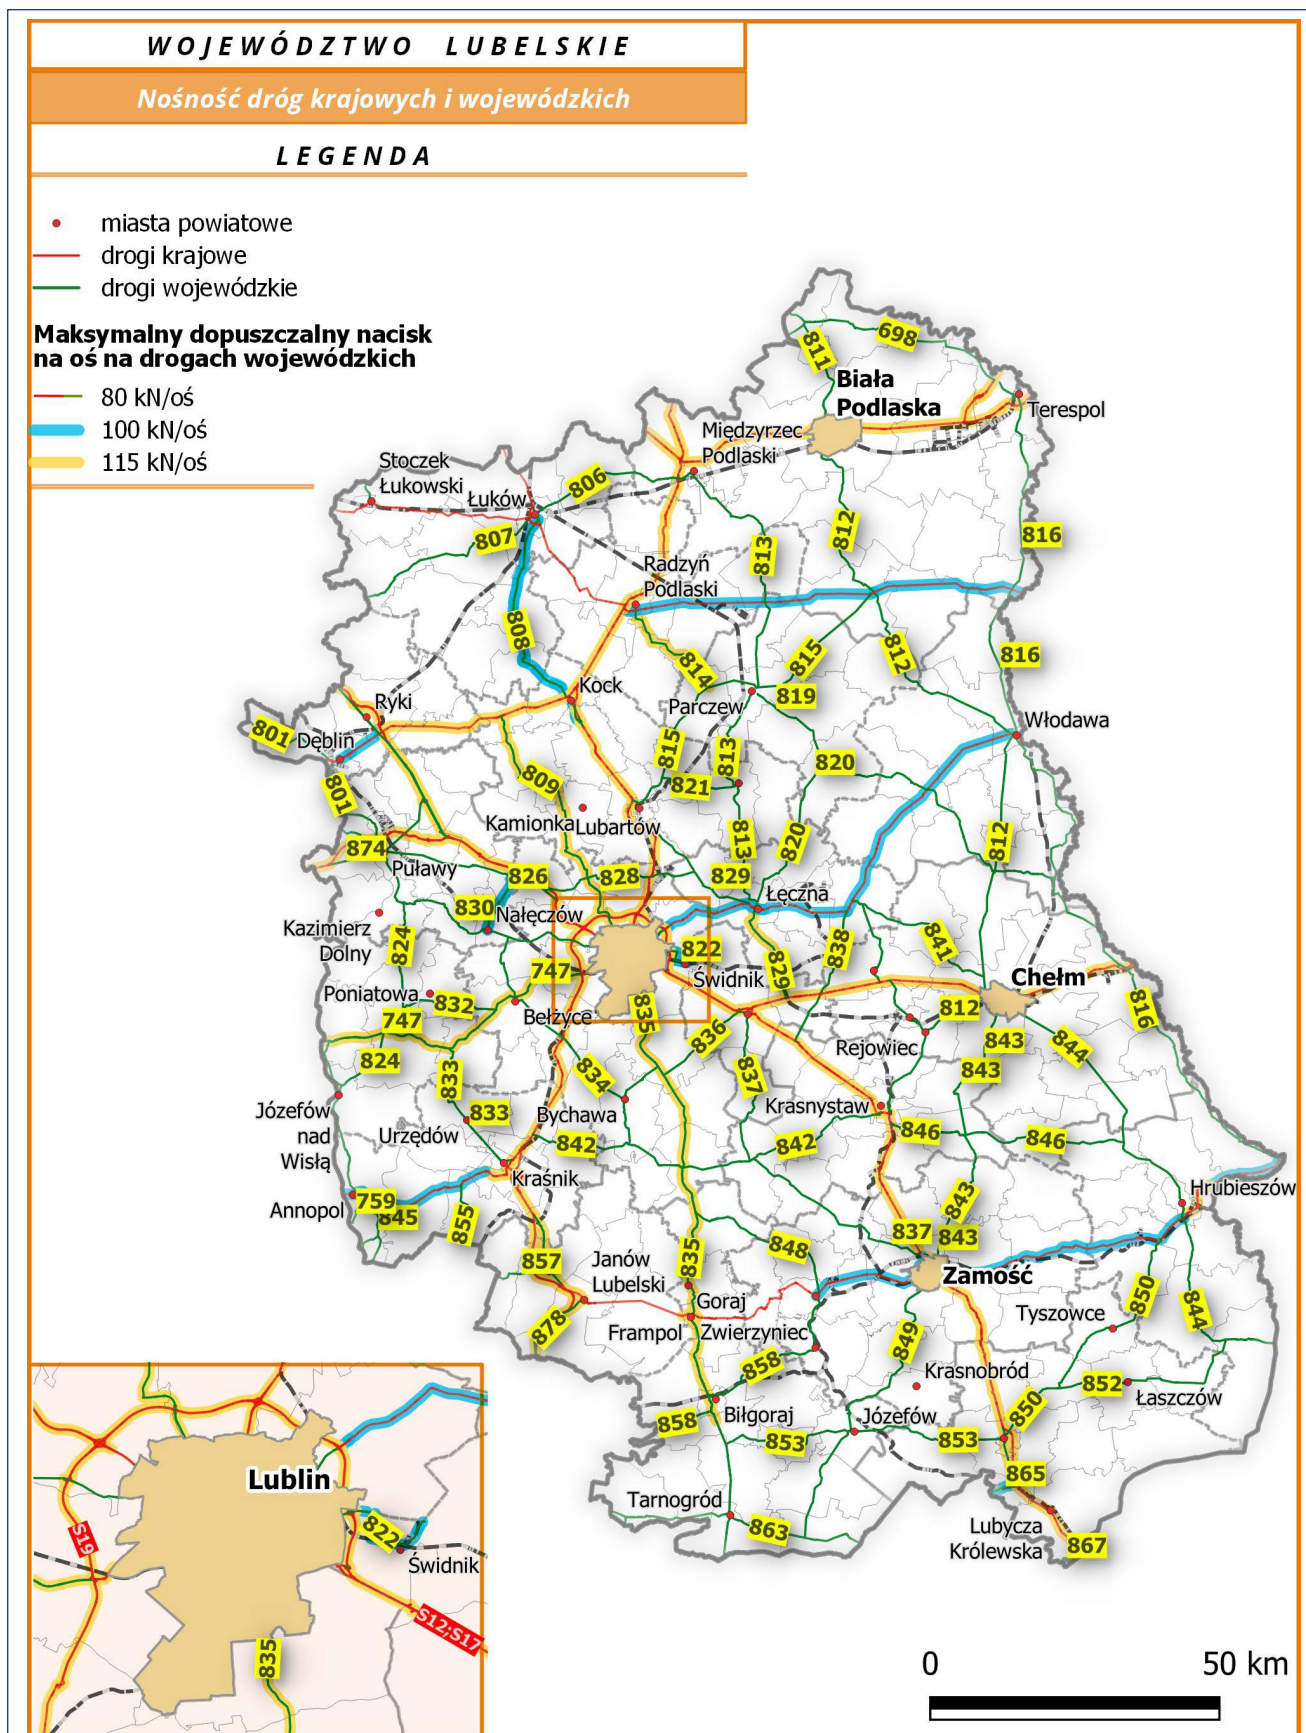 WOJEWÓDZTWO LUBELSKIE
Nośność dróg krajowych i wojewódzkich
LEGENDA
miasta powiatowe
drogi krajowe
drogi wojewódzkie
Maksymalny dopuszczalny nacisk
na oś na drogach wojewódzkich
80 kN/oś
100 kN/oś
115 kN/oś
698
811
Biała
Podlaska
Terespol
Międzyrzec
Podlaski
Stoczek
Łukowski
Łuków
806
807
812
813
816
Radzyń
Podlaski
808
814
815
812
816
819
Kock
Parczew
Ryki
Włodawa
801
Dęblin
815
813
820
821
809
801
Kamionka
Lubartów
813
820
812
874
Puławy
826
828
829
Łęczna
830
Nałęczów
Kazimierz
Dolny
824
822
838
841
747
829
Świdnik
Chełm
Poniatowa
832
Bełżyce
835
812
816
747
836
843
844
Rejowiec
824
833
834
837
843
Józefów
nad
Wisłą
833
Bychawa
Krasnystaw
Urzędów
842
842
846
846
Kraśnik
Hrubieszów
759
845
Annopol
855
843
837
843
848
835
857
Janów
Lubelski
Zamość
Goraj
850
844
Tyszowce
878
Frampol
Zwierzyniec
849
858
Krasnobród
852
Łaszczów
858
Biłgoraj
Józefów
850
853
853
865
Tarnogród
863
Lubycza
Królewska
867
Lublin
S19
822
Świdnik
S12;S17
835
0
50 km